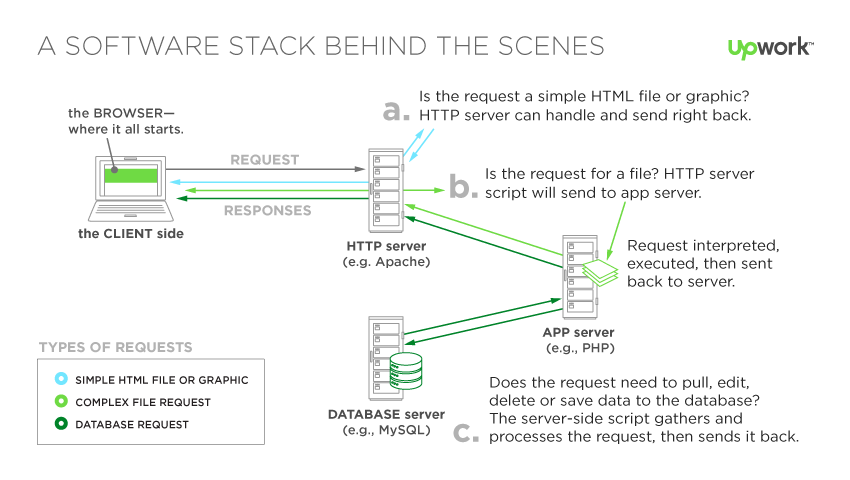 A SOFTWARE STACK BEHIND THE SCENES
upwork™
the BROWSER—
where it all starts.
a.
Is the request a simple HTML file or graphic?
HTTP server can handle and send right back.
REQUEST
RESPONSES
the CLIENT side
HTTP server
(e.g. Apache)
b.
Is the request for a file? HTTP server
script will send to app server.
Request interpreted,
executed, then sent
back to server.
APP server
(e.g., PHP)
TYPES OF REQUESTS
SIMPLE HTML FILE OR GRAPHIC
COMPLEX FILE REQUEST
DATABASE REQUEST
DATABASE server
(e.g., MySQL)
c.
Does the request need to pull, edit,
delete or save data to the database?
The server-side script gathers and
processes the request, then sends it back.